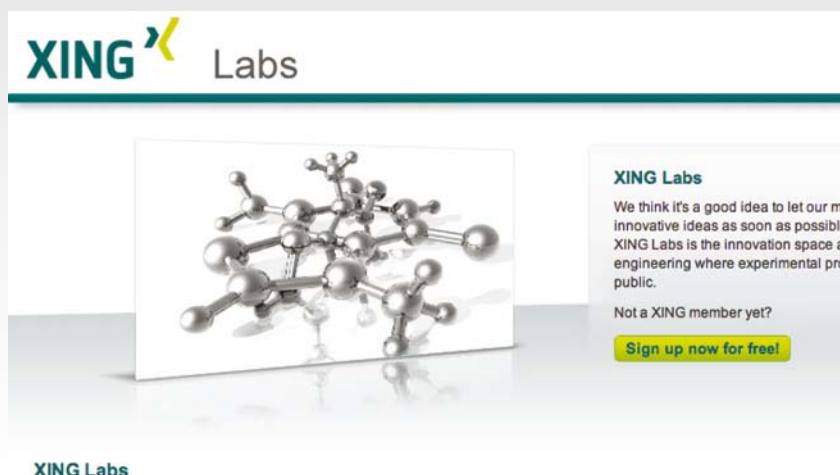 XING Labs
XING Labs
We think it's a good idea to let our m
innovative ideas as soon as possibl
XING Labs is the innovation space a
engineering where experimental pro
public.
Not a XING member yet?
Sign up now for free!
XING Labs